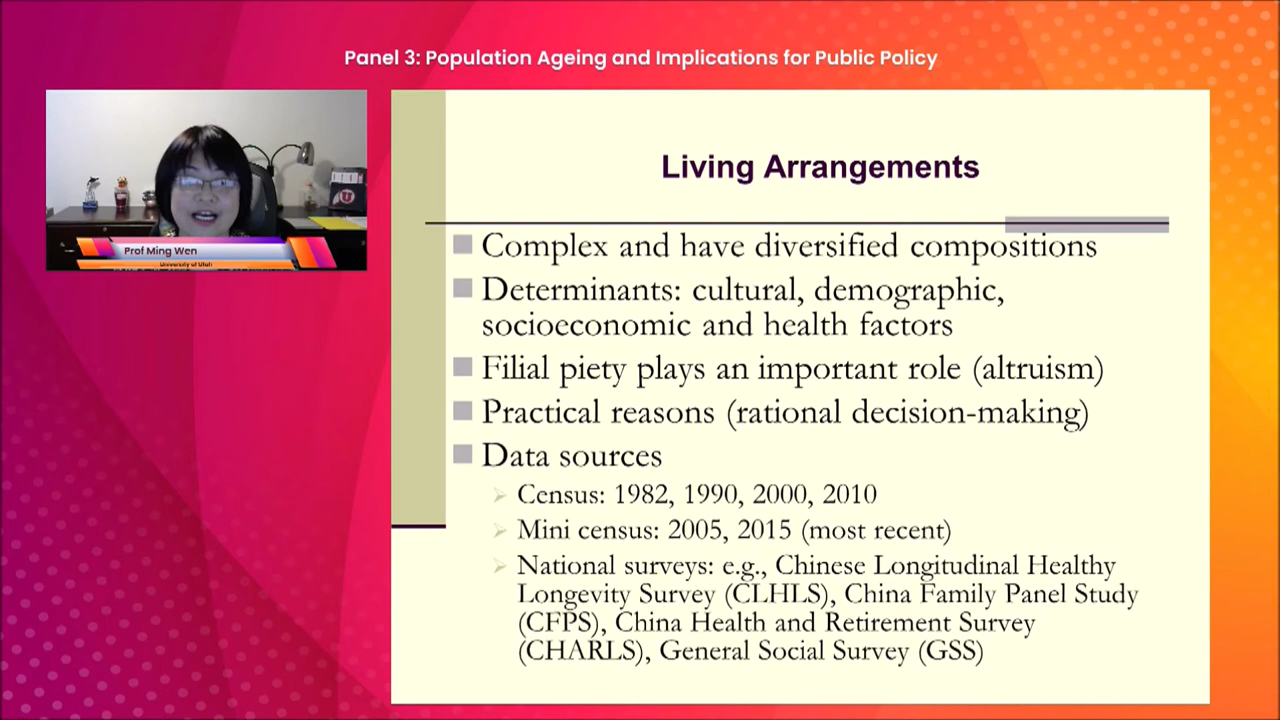 Panel 3: Population Ageing and Implications for Public Policy
U
Prof Ming Wen
University of Utah
Living Arrangements
Complex and have diversified compositions
Determinants: cultural, demographic,
socioeconomic and health factors
Filial piety plays an important role (altruism)
Practical reasons (rational decision-making)
Data sources
Census: 1982, 1990, 2000, 2010
Mini census: 2005, 2015 (most recent)
National surveys: e.g., Chinese Longitudinal Healthy
Longevity Survey (CLHLS), China Family Panel Study
(CFPS), China Health and Retirement Survey
(CHARLS), General Social Survey (GSS)